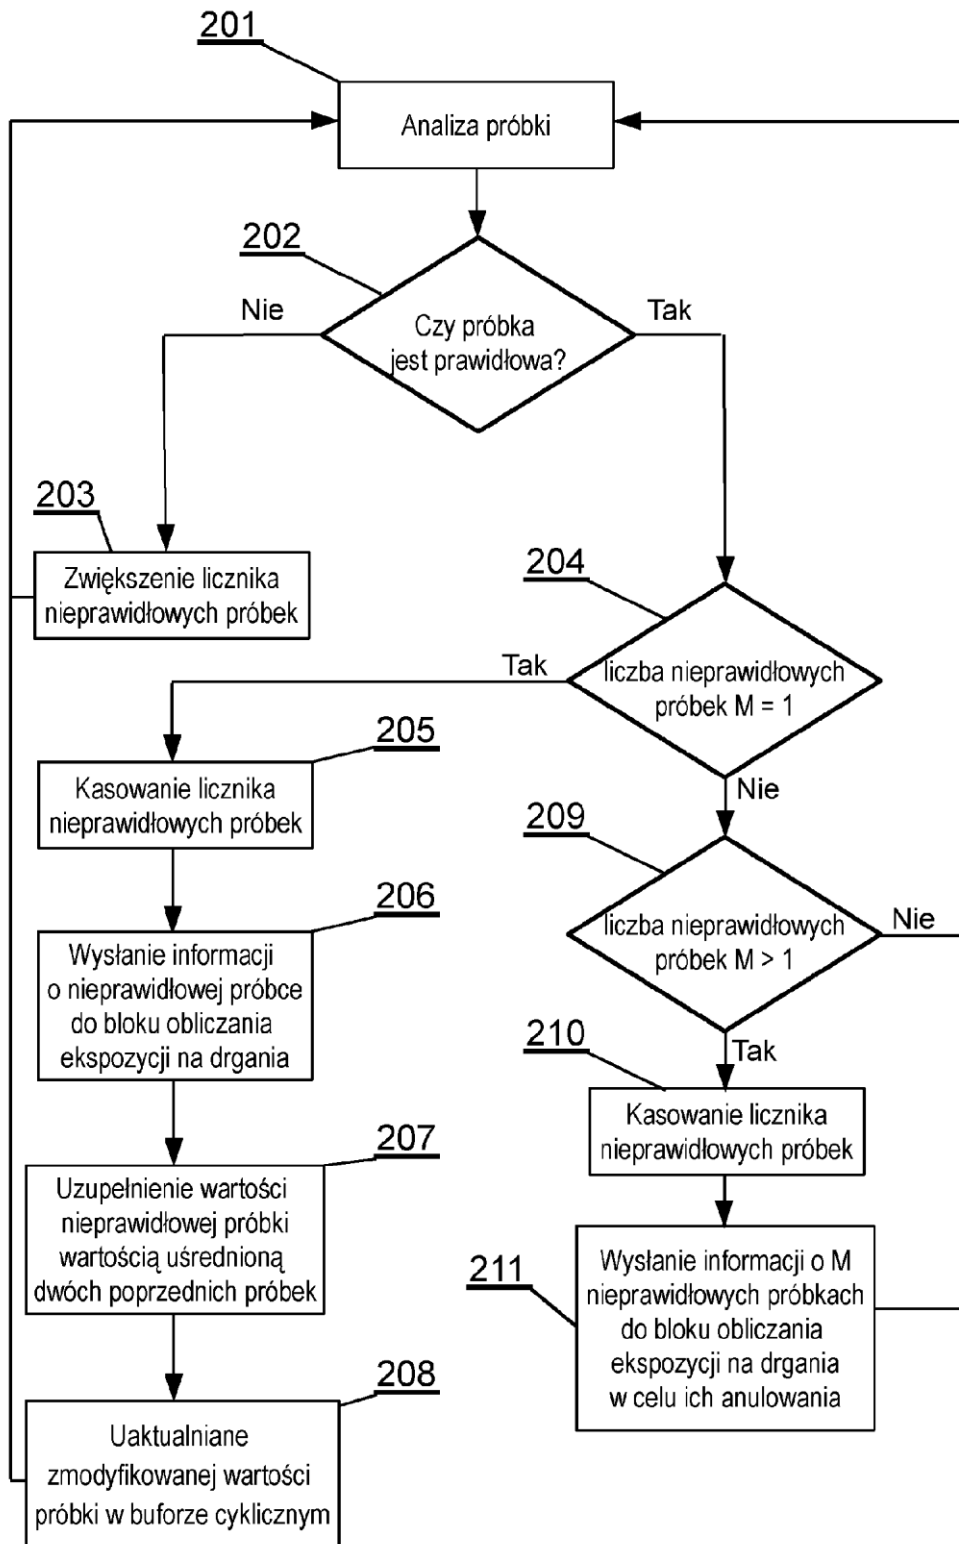 201
Analiza próbki
202
Nie
Tak
Czy próbka
jest prawidłowa?
203
Zwiększenie licznika
nieprawidłowych próbek
204
liczba nieprawidłowych
próbek M = 1
Tak
Nie
205
Kasowanie licznika
nieprawidłowych próbek
206
Wysłanie informacji
o nieprawidłowej próbce
do bloku obliczania
ekspozycji na drgania
207
Uzupełnienie wartości
nieprawidłowej próbki
wartością uśrednioną
dwóch poprzednich próbek
208
Uaktualniane
zmodyfikowanej wartości
próbki w buforze cyklicznym
209
liczba nieprawidłowych
próbek M > 1
Nie
Tak
210
Kasowanie licznika
nieprawidłowych próbek
211
Wysłanie informacji o M
nieprawidłowych próbkach
do bloku obliczania
ekspozycji na drgania
w celu ich anulowania